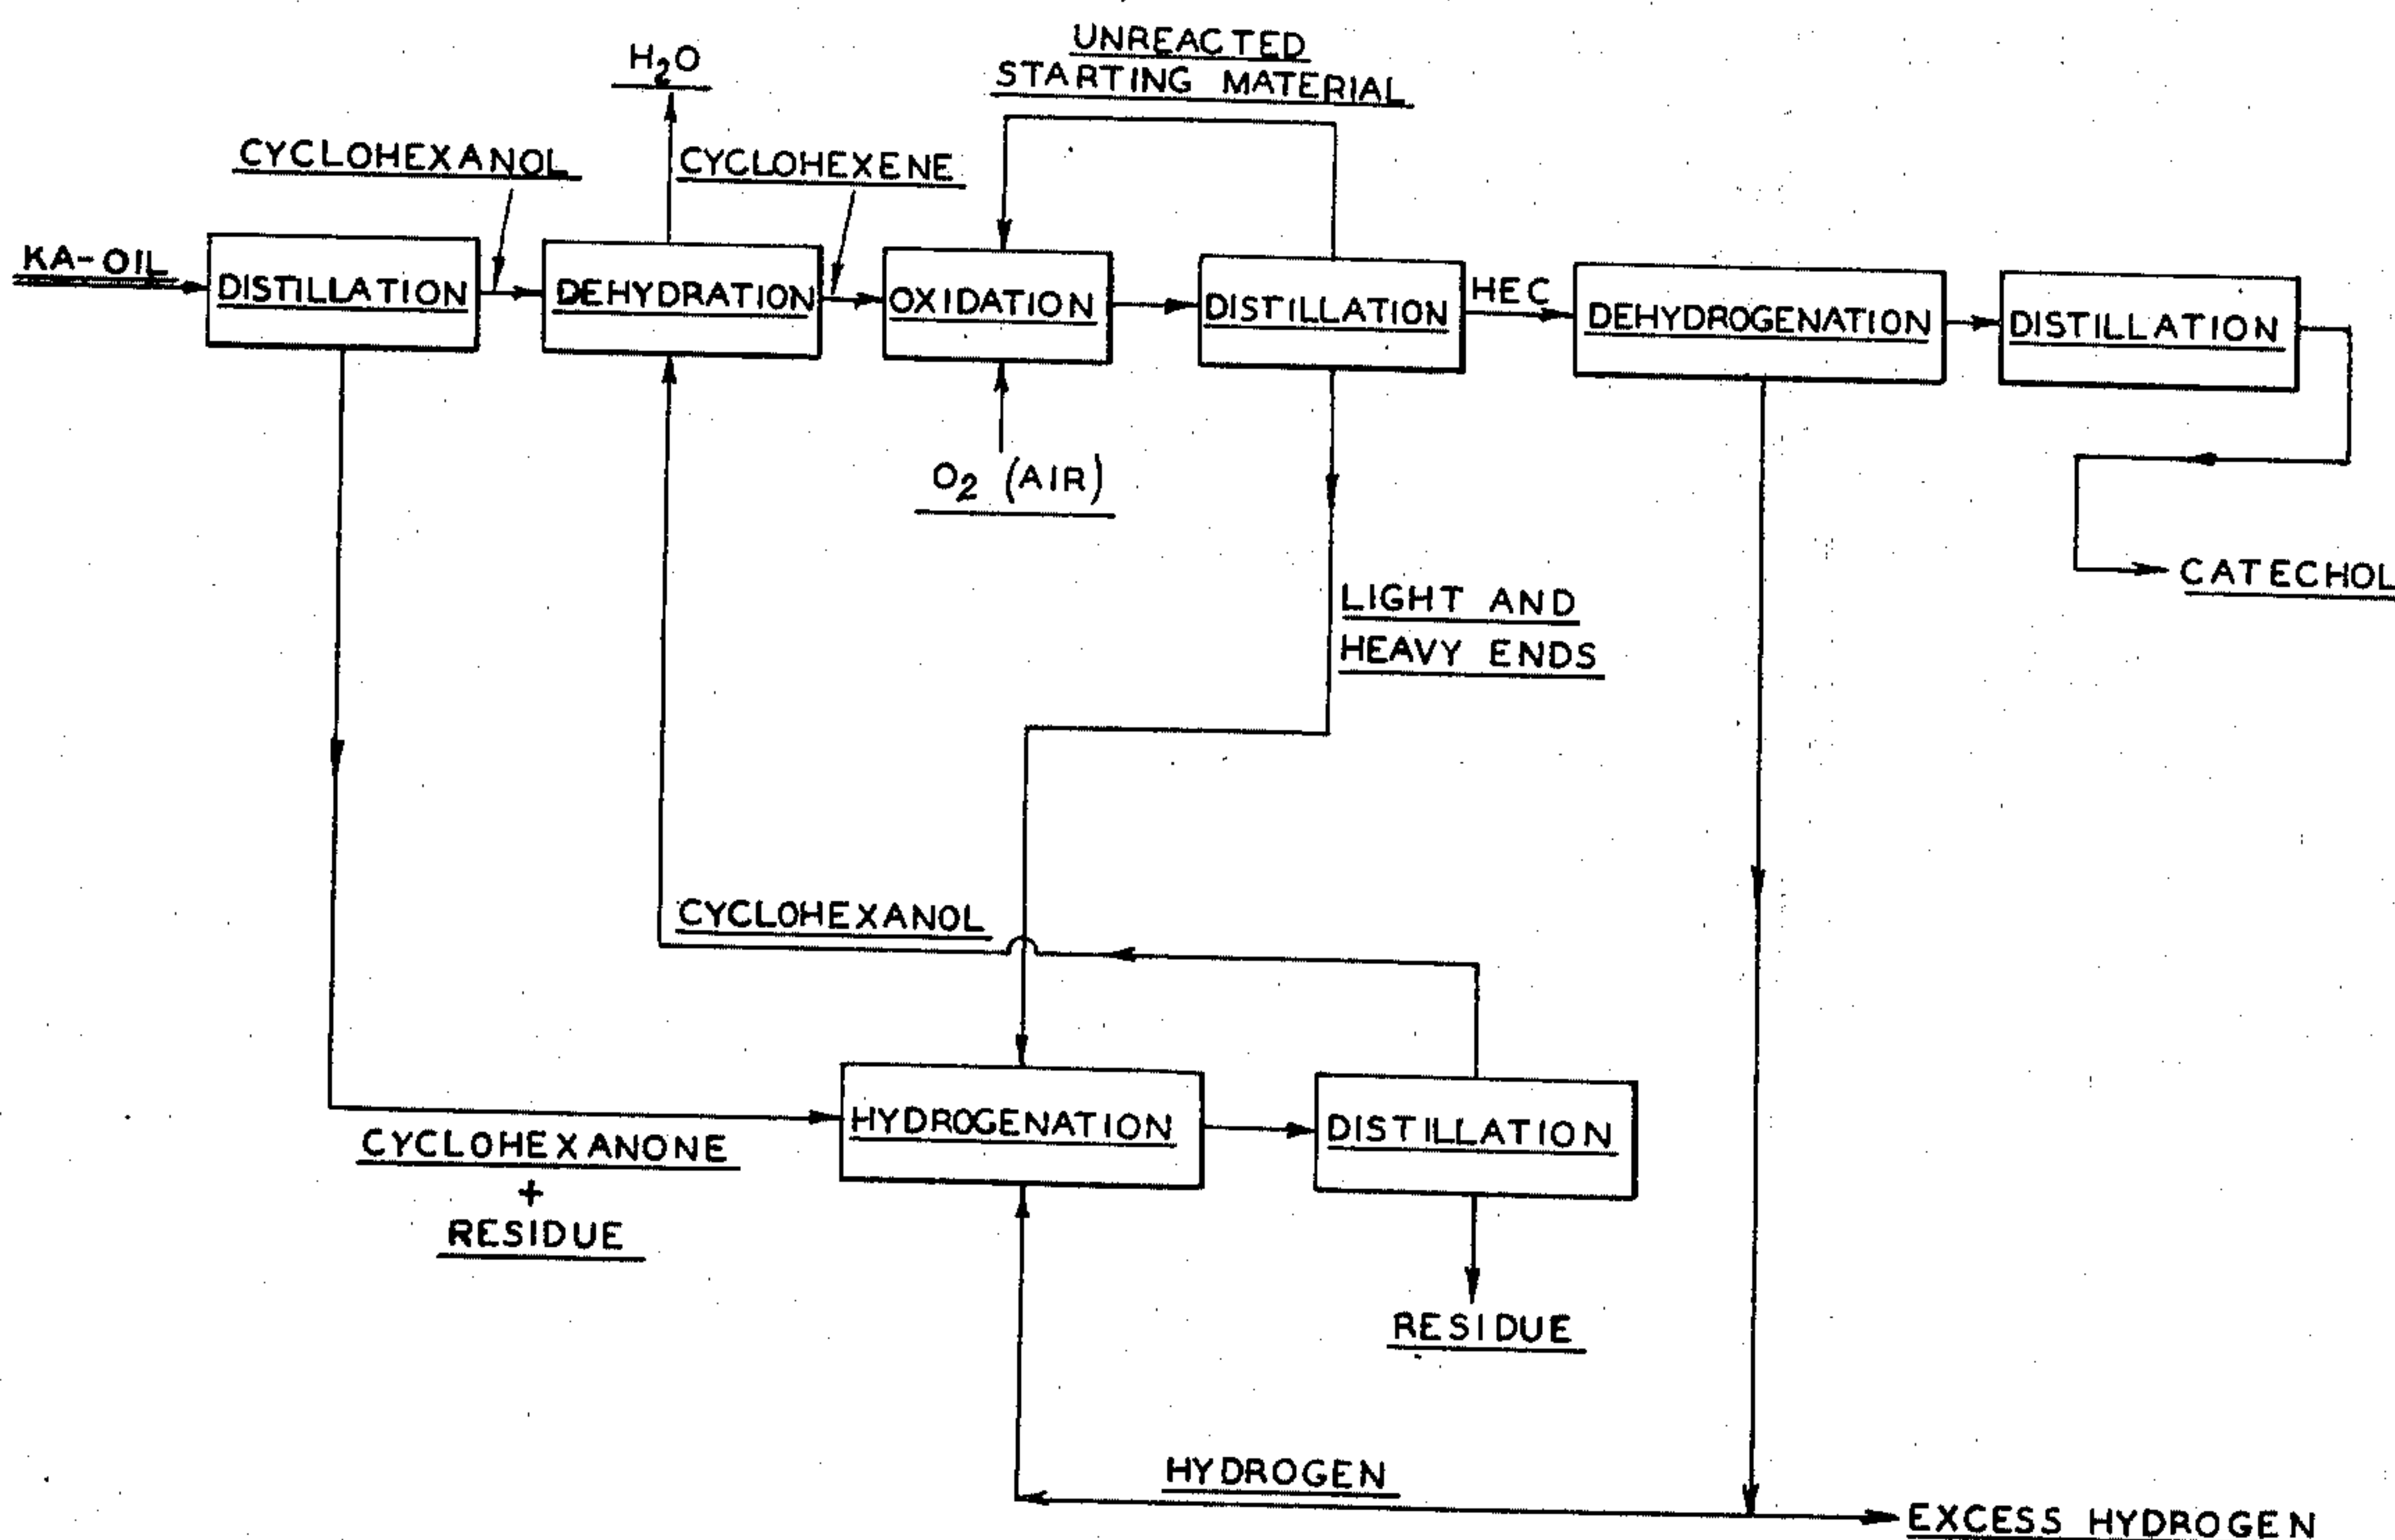 UNREACTED
STARTING MATERIAL
H₂O
CYCLOHEXANOL
CYCLOHEXENE
KA-OIL
DISTILLATION
DEHYDRATION
OXIDATION
DISTILLATION
HEC
DEHYDROGENATION
DISTILLATION
O₂ (AIR)
CATECHOL
LIGHT AND
HEAVY ENDS
CYCLOHEXANOL
HYDROGENATION
DISTILLATION
CYCLOHEXANONE
+
RESIDUE
RESIDUE
HYDROGEN
EXCESS HYDROGEN